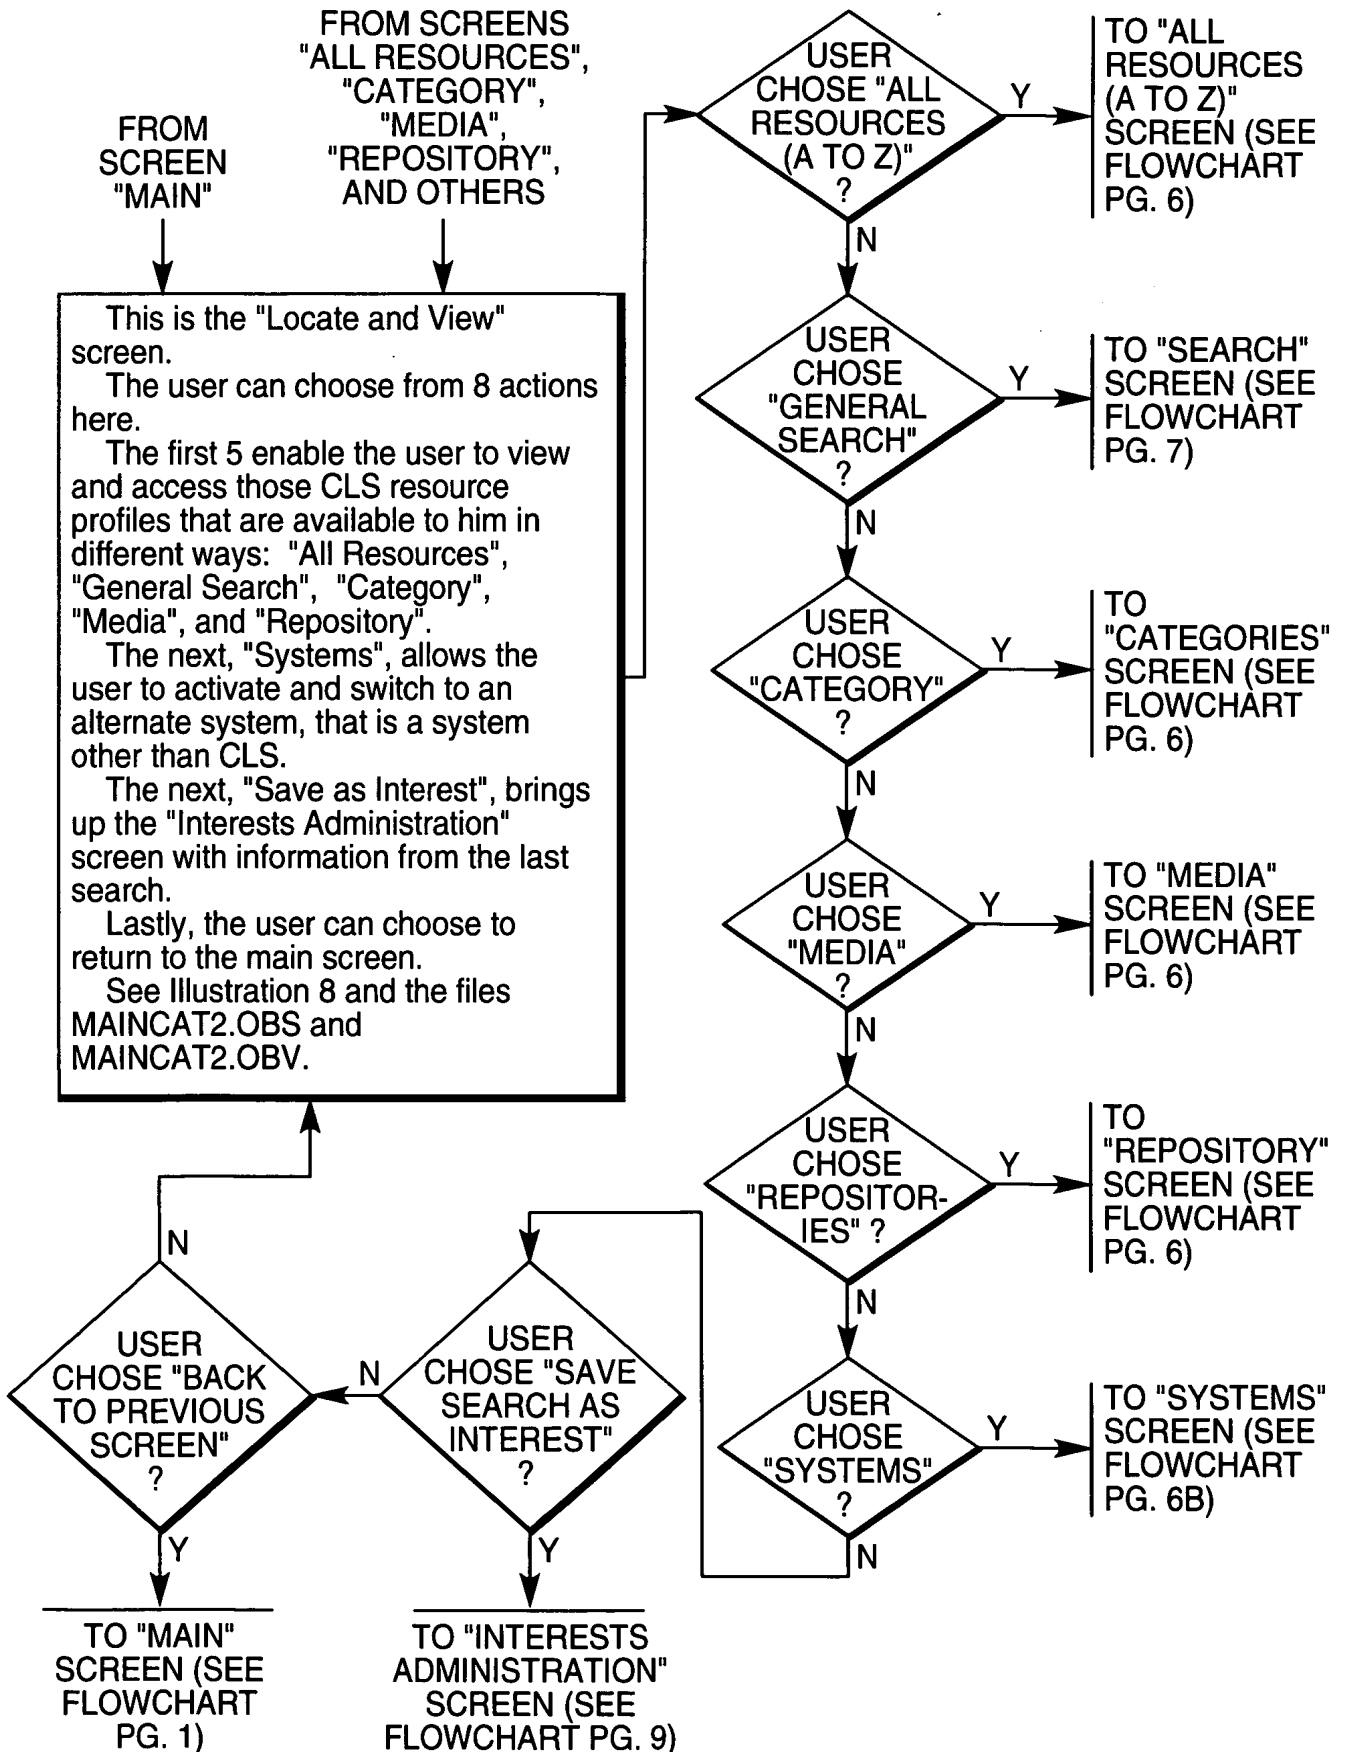 FROM
SCREEN
"MAIN"
FROM SCREENS
"ALL RESOURCES",
"CATEGORY",
"MEDIA",
"REPOSITORY",
AND OTHERS
This is the "Locate and View"
screen.
The user can choose from 8 actions
here.
The first 5 enable the user to view
and access those CLS resource
profiles that are available to him in
different ways: "All Resources",
"General Search", "Category",
"Media", and "Repository".
The next, "Systems", allows the
user to activate and switch to an
alternate system, that is a system
other than CLS.
The next, "Save as Interest", brings
up the "Interests Administration"
screen with information from the last
search.
Lastly, the user can choose to
return to the main screen.
See Illustration 8 and the files
MAINCAT2.OBS and
MAINCAT2.OBV.
USER
CHOSE "ALL
RESOURCES
(A TO Z)"
?
Y
TO "ALL
RESOURCES
(A TO Z)"
SCREEN (SEE
FLOWCHART
PG. 6)
N
USER
CHOSE
"GENERAL
SEARCH"
?
Y
TO "SEARCH"
SCREEN (SEE
FLOWCHART
PG. 7)
N
USER
CHOSE
"CATEGORY"
?
Y
TO
"CATEGORIES"
SCREEN (SEE
FLOWCHART
PG. 6)
N
USER
CHOSE
"MEDIA"
?
Y
TO "MEDIA"
SCREEN (SEE
FLOWCHART
PG. 6)
N
USER
CHOSE
"REPOSITOR-
IES" ?
Y
TO
"REPOSITORY"
SCREEN (SEE
FLOWCHART
PG. 6)
N
USER
CHOSE
"SYSTEMS"
?
Y
TO "SYSTEMS"
SCREEN (SEE
FLOWCHART
PG. 6B)
N
USER
CHOSE "SAVE
SEARCH AS
INTEREST"
?
Y
TO "INTERESTS
ADMINISTRATION"
SCREEN (SEE
FLOWCHART PG. 9)
N
USER
CHOSE "BACK
TO PREVIOUS
SCREEN"
?
N
Y
TO "MAIN"
SCREEN (SEE
FLOWCHART
PG. 1)